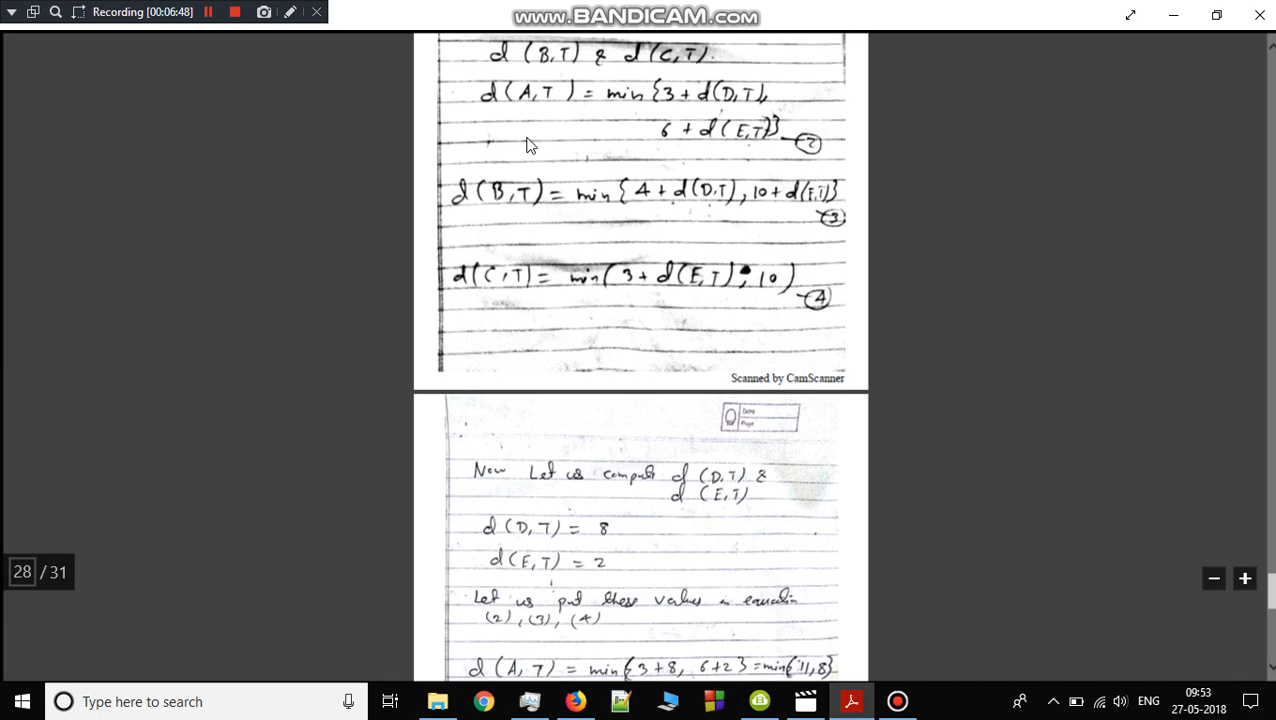 Recording [00:06:48]
WWW.BANDICAM.COM
d (B,T) & d(C,T).
d(A,T) = min{3+d(D,T),
6 + d(E,T)}
2
d(B,T) = min{4+d(D,T), 10+d(E,T)}
3
d(C,T) = min(3+d(E,T), 10)
4
Scanned by CamScanner
Date
Page
Now Let us compute d (D,T) &
d (E,T)
d(D,T) = 8
d(E,T) = 2
Let us put these values in equation
(2), (3), (4)
d(A,T) = min{3+8, 6+2} = min{11,8}
28 / 31
Type here to search
ENG
5:53
27-05-2018